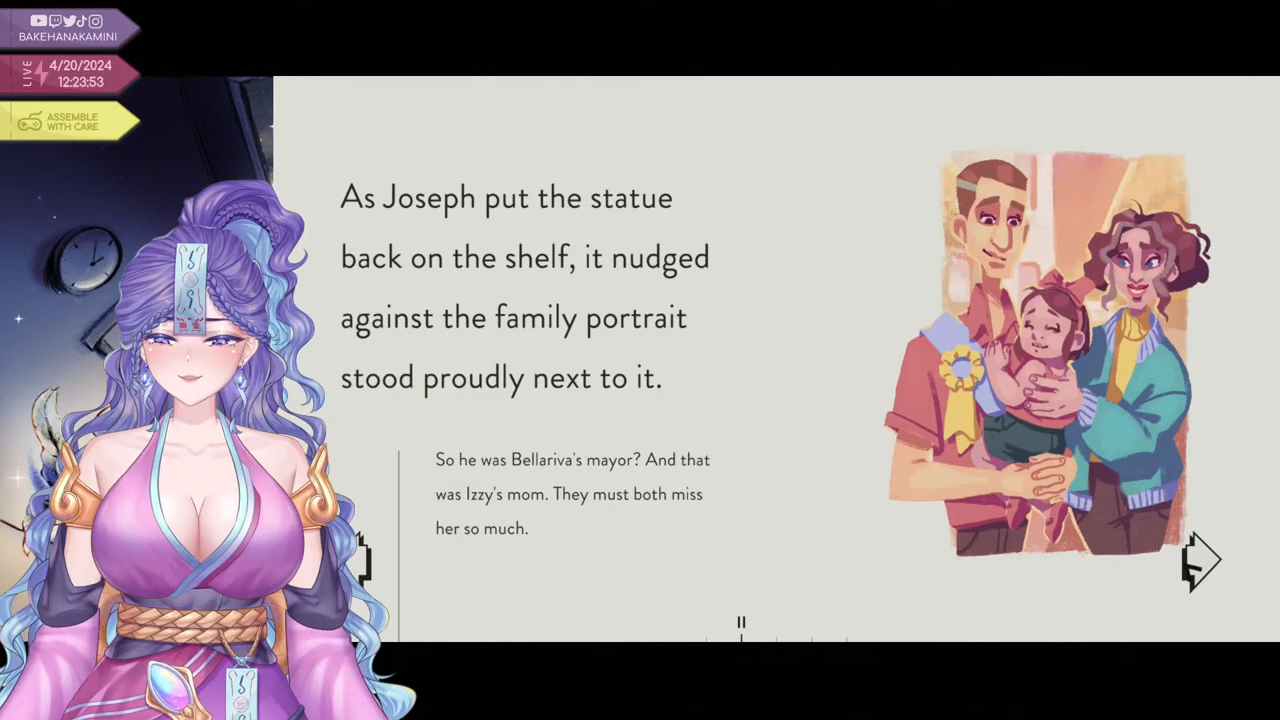 BAKEHANAKAMINI
LIVE
4/20/2024
12:23:53
ASSEMBLE
WITH CARE
As Joseph put the statue
back on the shelf, it nudged
against the family portrait
stood proudly next to it.
So he was Bellariva's mayor? And that
was Izzy's mom. They must both miss
her so much.